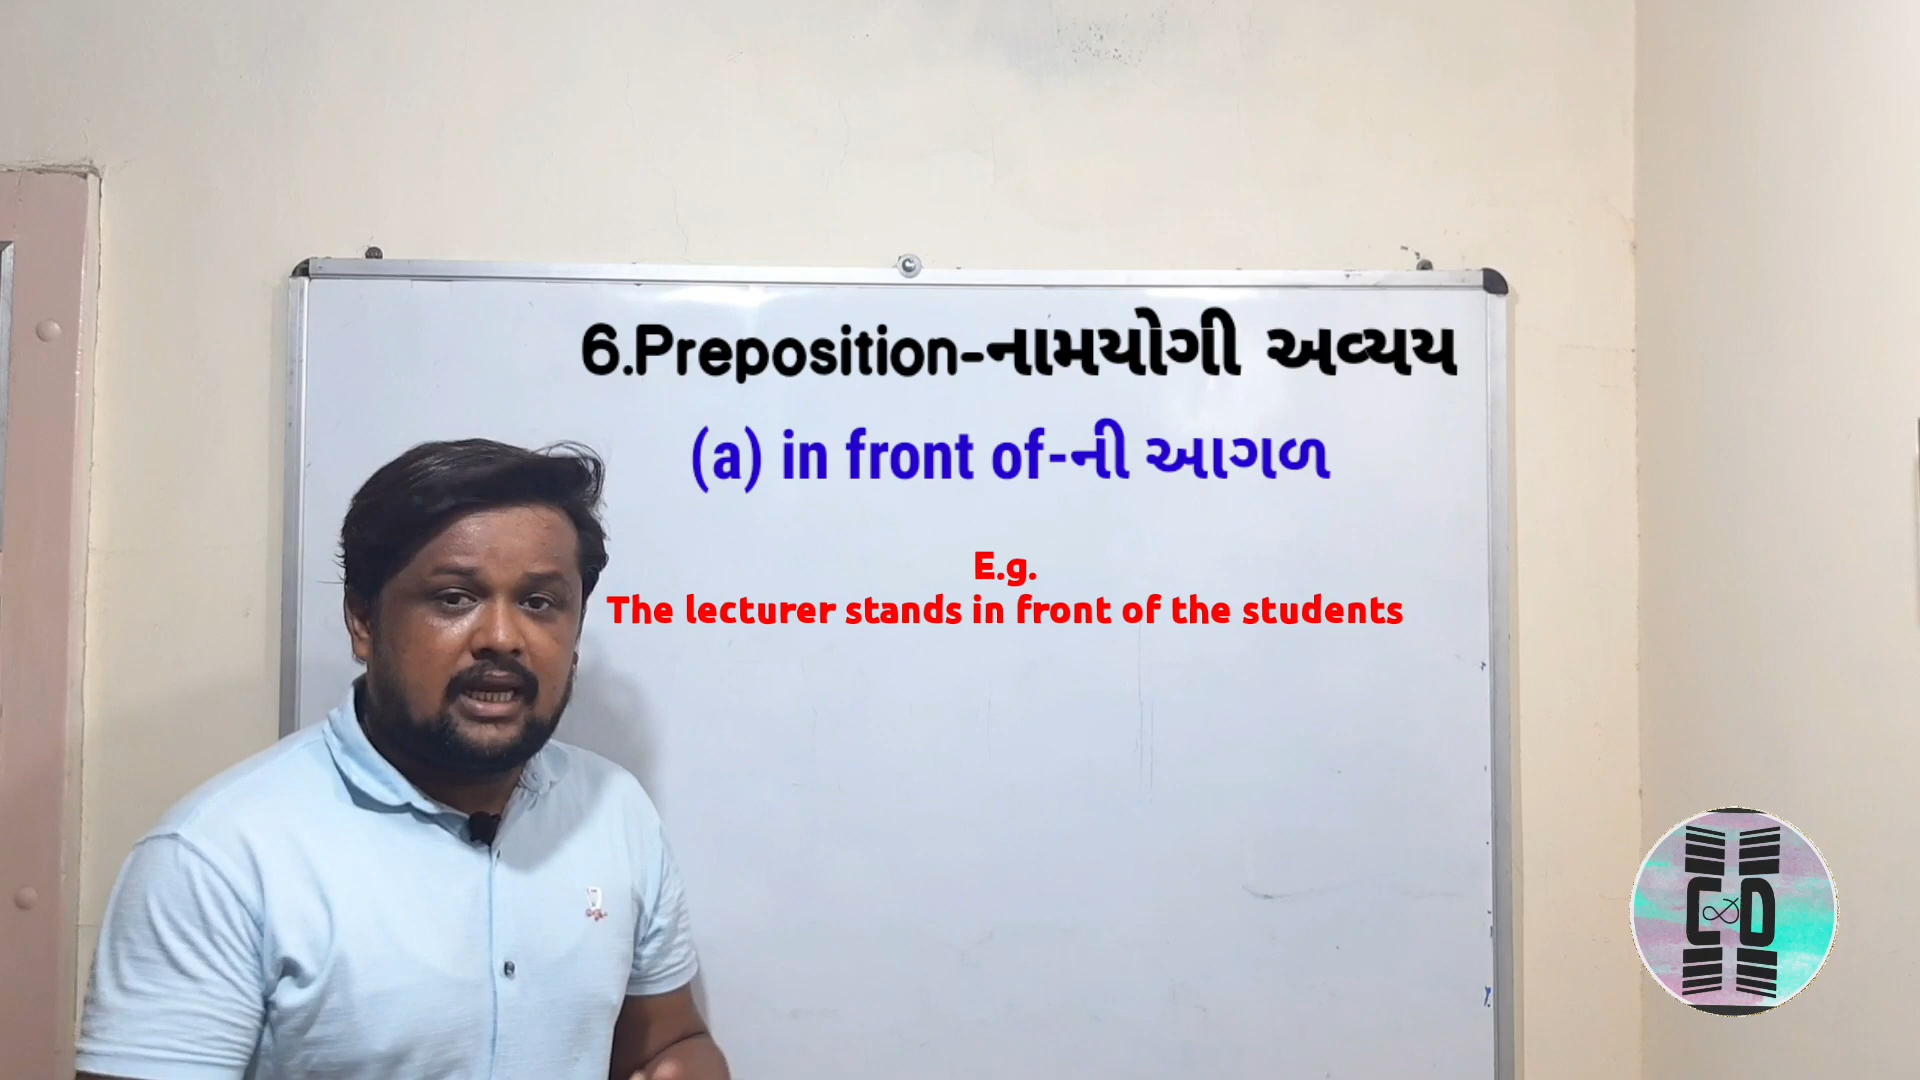 6.Preposition-નામયોગી અવ્યય
(a) in front of-ની આગળ
E.g.
The lecturer stands in front of the students
C&D